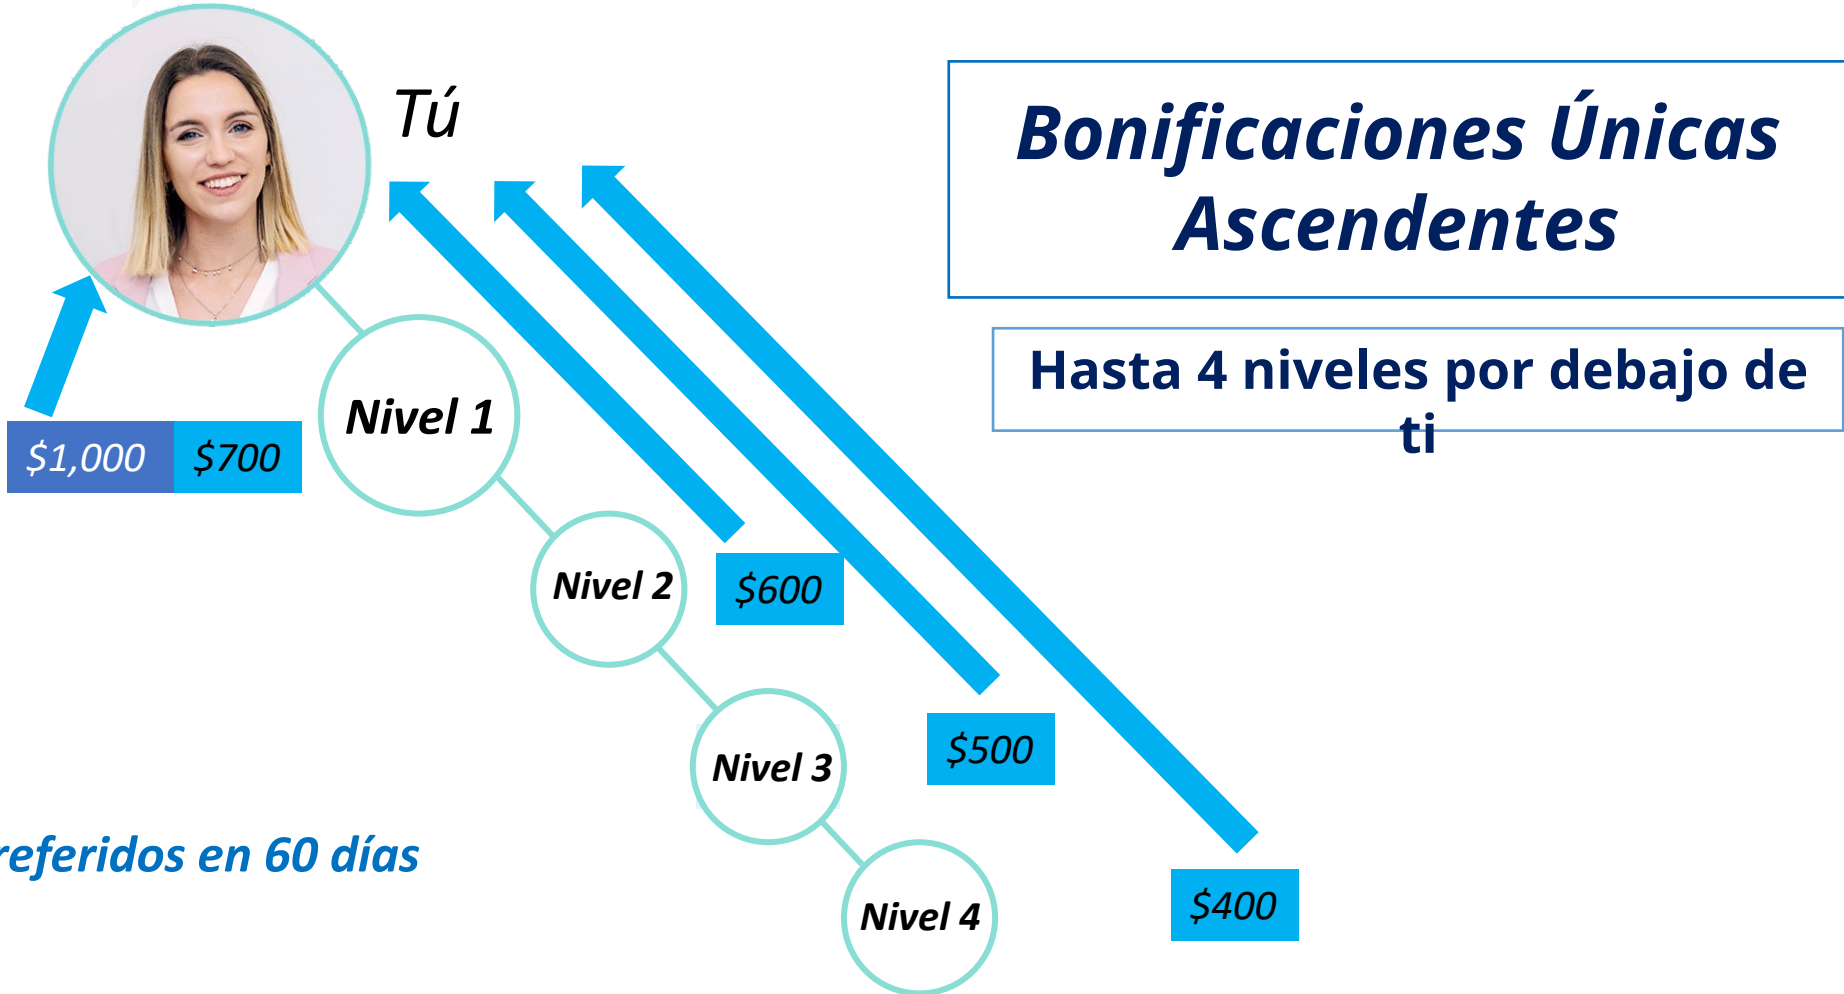 Tú
Bonificaciones Únicas
Ascendentes
Hasta 4 niveles por debajo de
ti
Nivel 1
$1,000 $700
Nivel 2
$600
Nivel 3
$500
referidos en 60 días
Nivel 4
$400